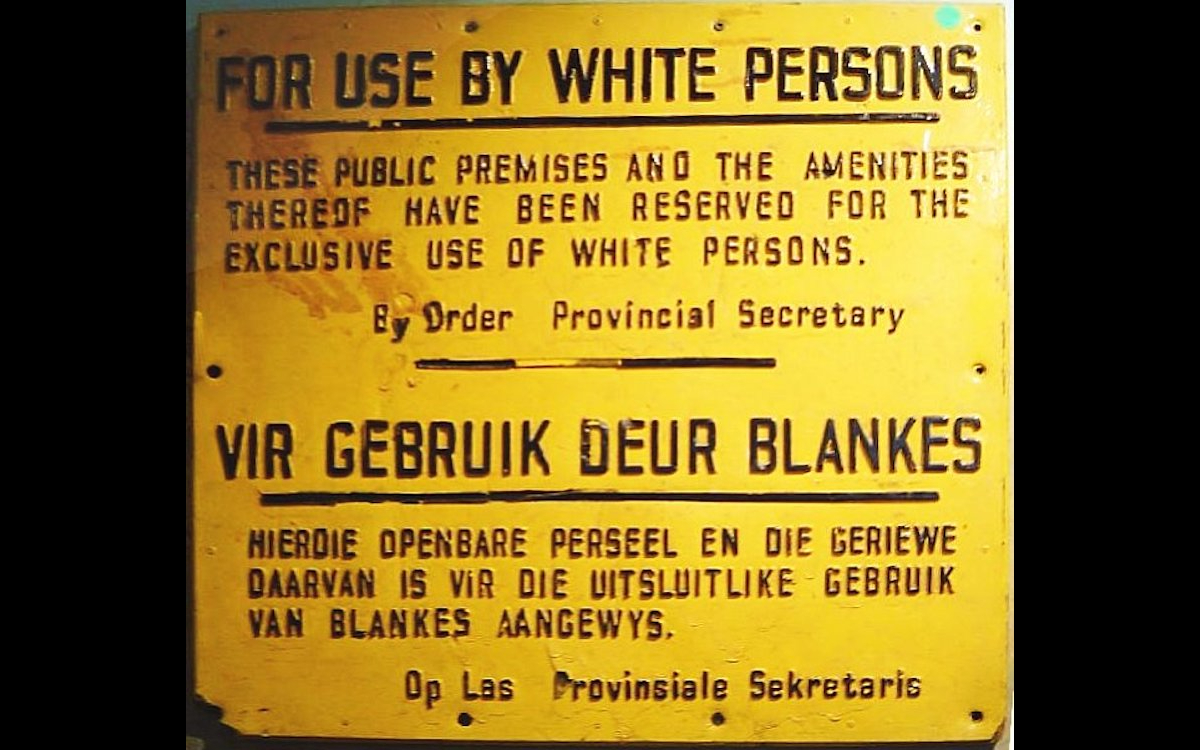 FOR USE BY WHITE PERSONS
THESE PUBLIC PREMISES AND THE AMENITIES
THEREOF HAVE BEEN RESERVED FOR THE
EXCLUSIVE USE OF WHITE PERSONS.
By Order Provincial Secretary
VIR GEBRUIK DEUR BLANKES
HIERDIE OPENBARE PERSEEL EN DIE GERIEWE
DAARVAN IS VIR DIE UITSLUITLIKE GEBRUIK
VAN BLANKES AANGEWYS.
Op Las Provinsiale Sekretaris